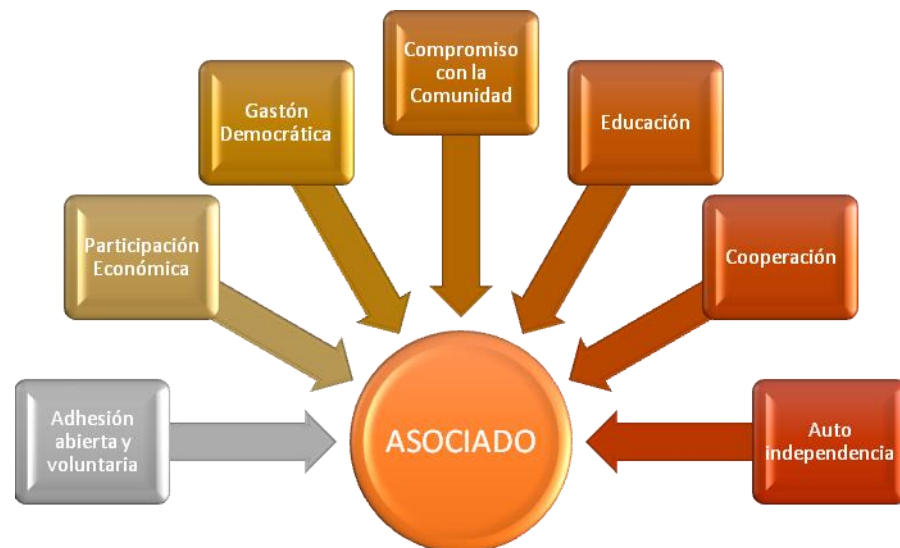 Compromiso
con la
Comunidad
Gastón
Democrática
Educación
Participación
Económica
Cooperación
Adhesión
abierta y
voluntaria
ASOCIADO
Auto
independencia